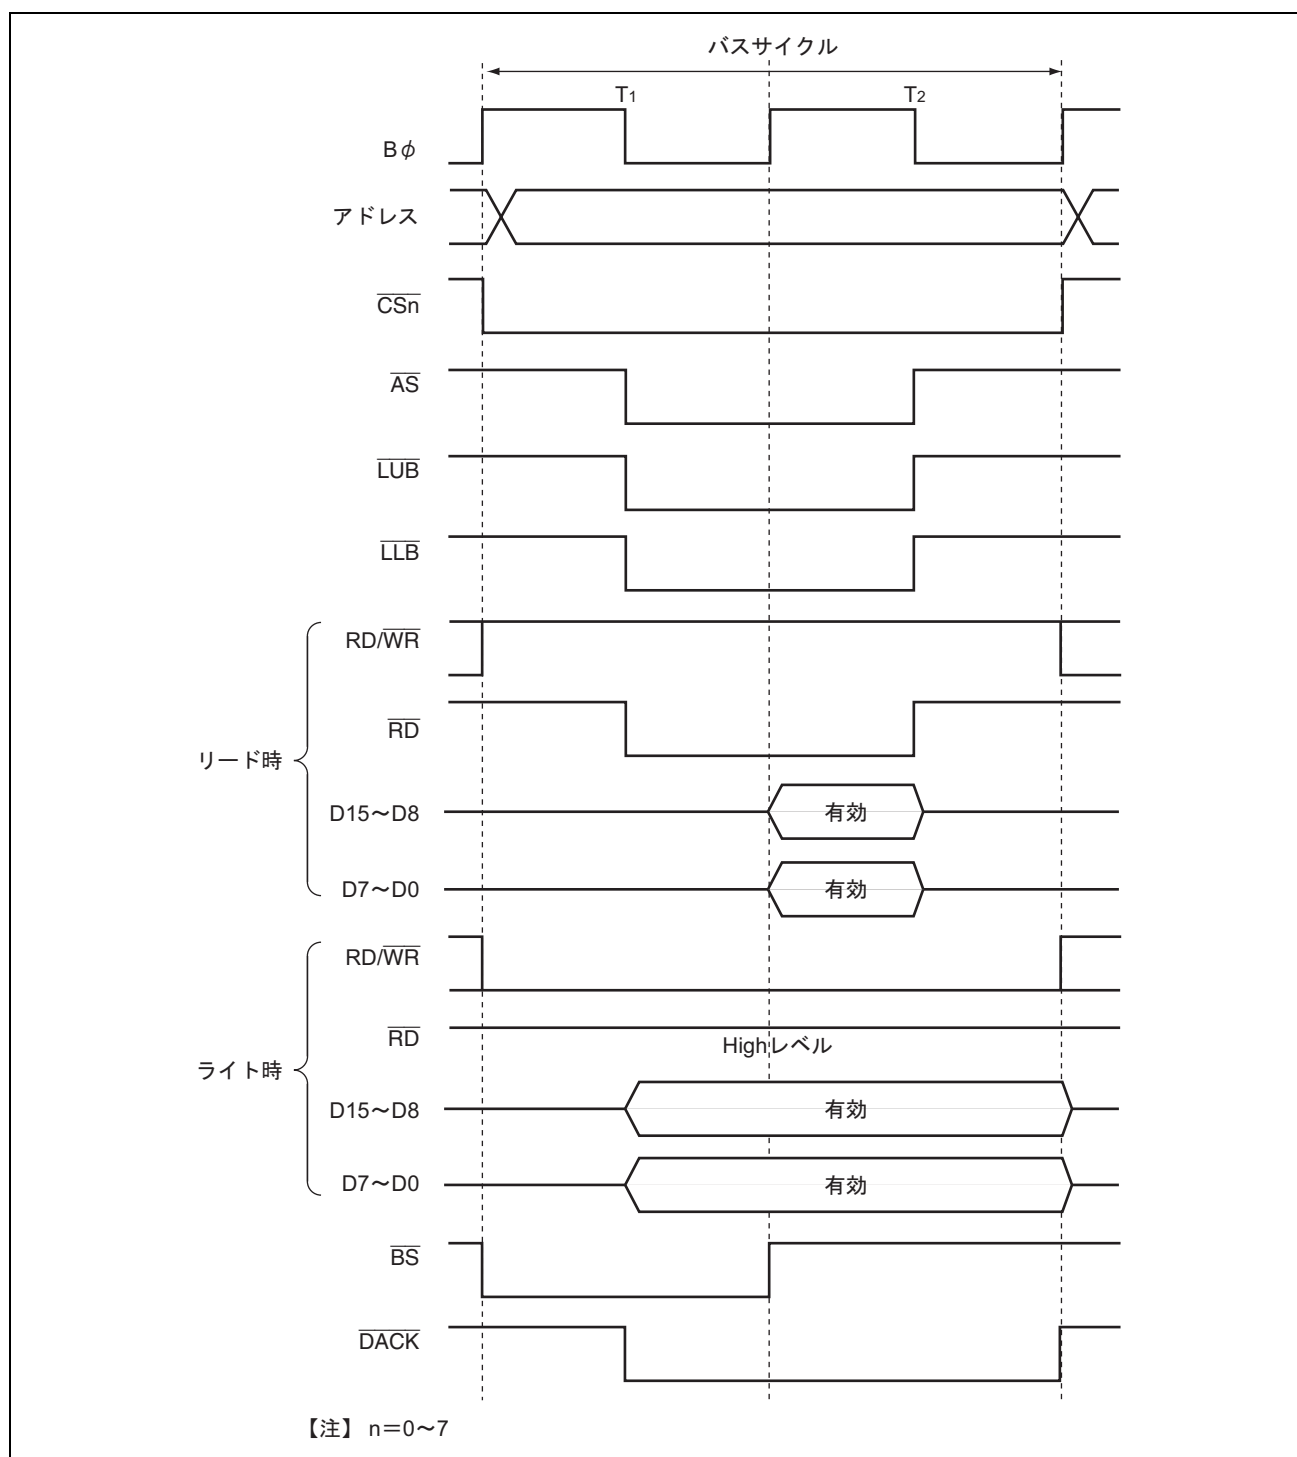 バスサイクル
T1
T2
Bφ
アドレス
CSn
AS
LUB
LLB
リード時
RD/WR
RD
D15～D8
有効
D7～D0
有効
ライト時
RD/WR
RD
Highレベル
D15～D8
有効
D7～D0
有効
BS
DACK
【注】 n＝0～7